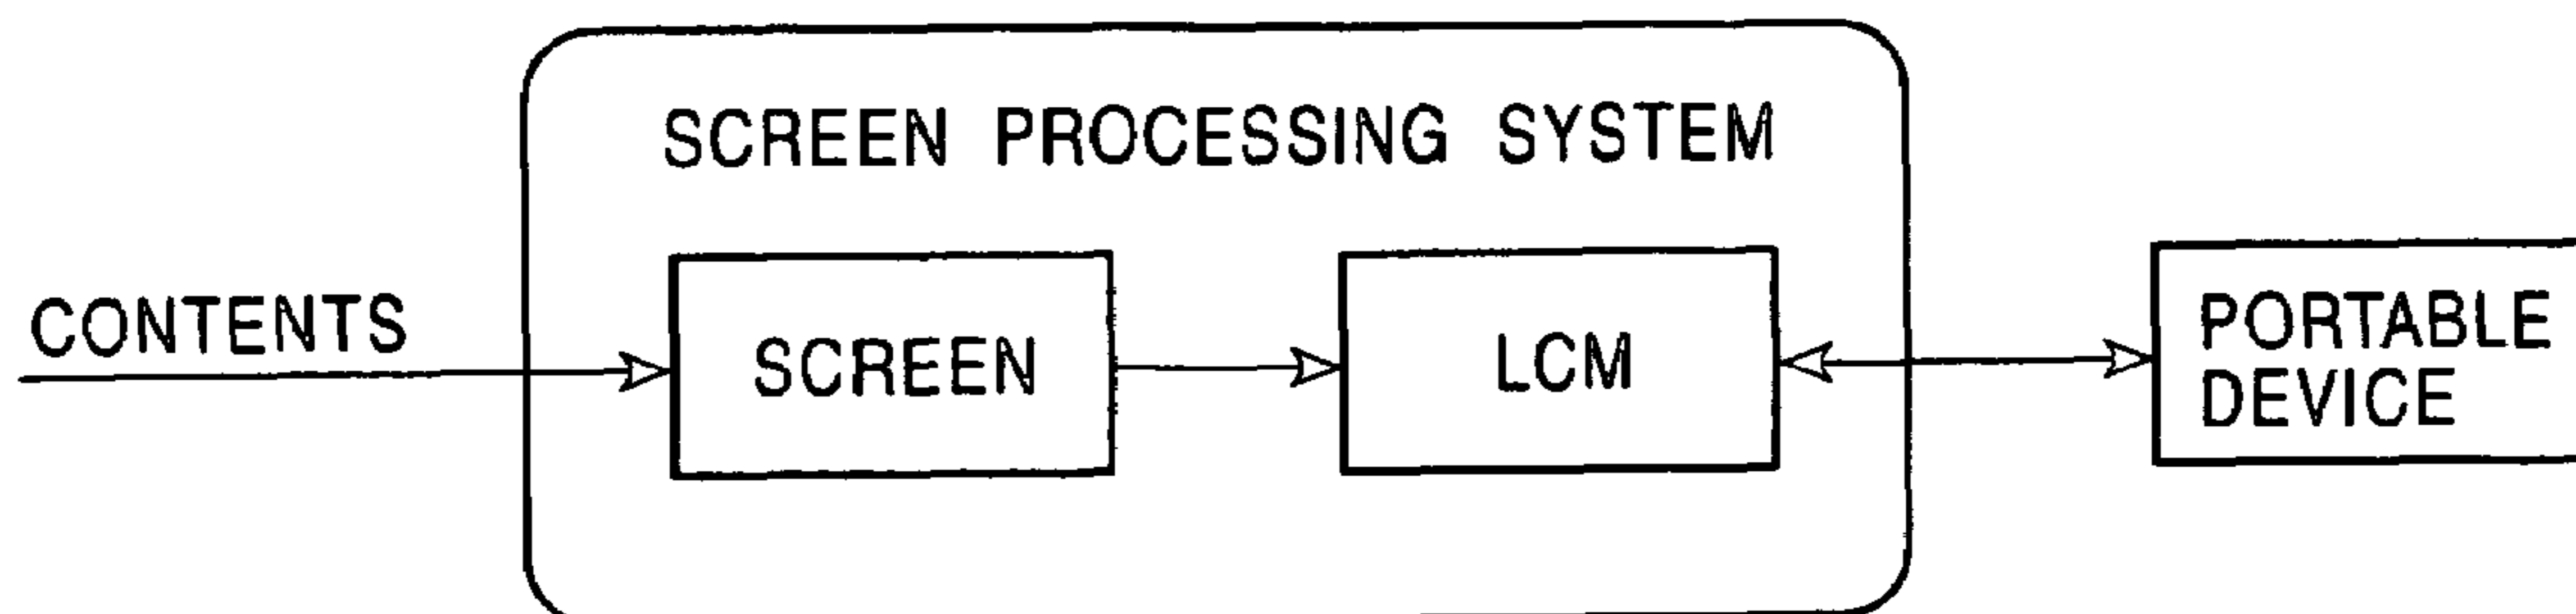 SCREEN PROCESSING SYSTEM
CONTENTS
SCREEN
LCM
PORTABLE
DEVICE